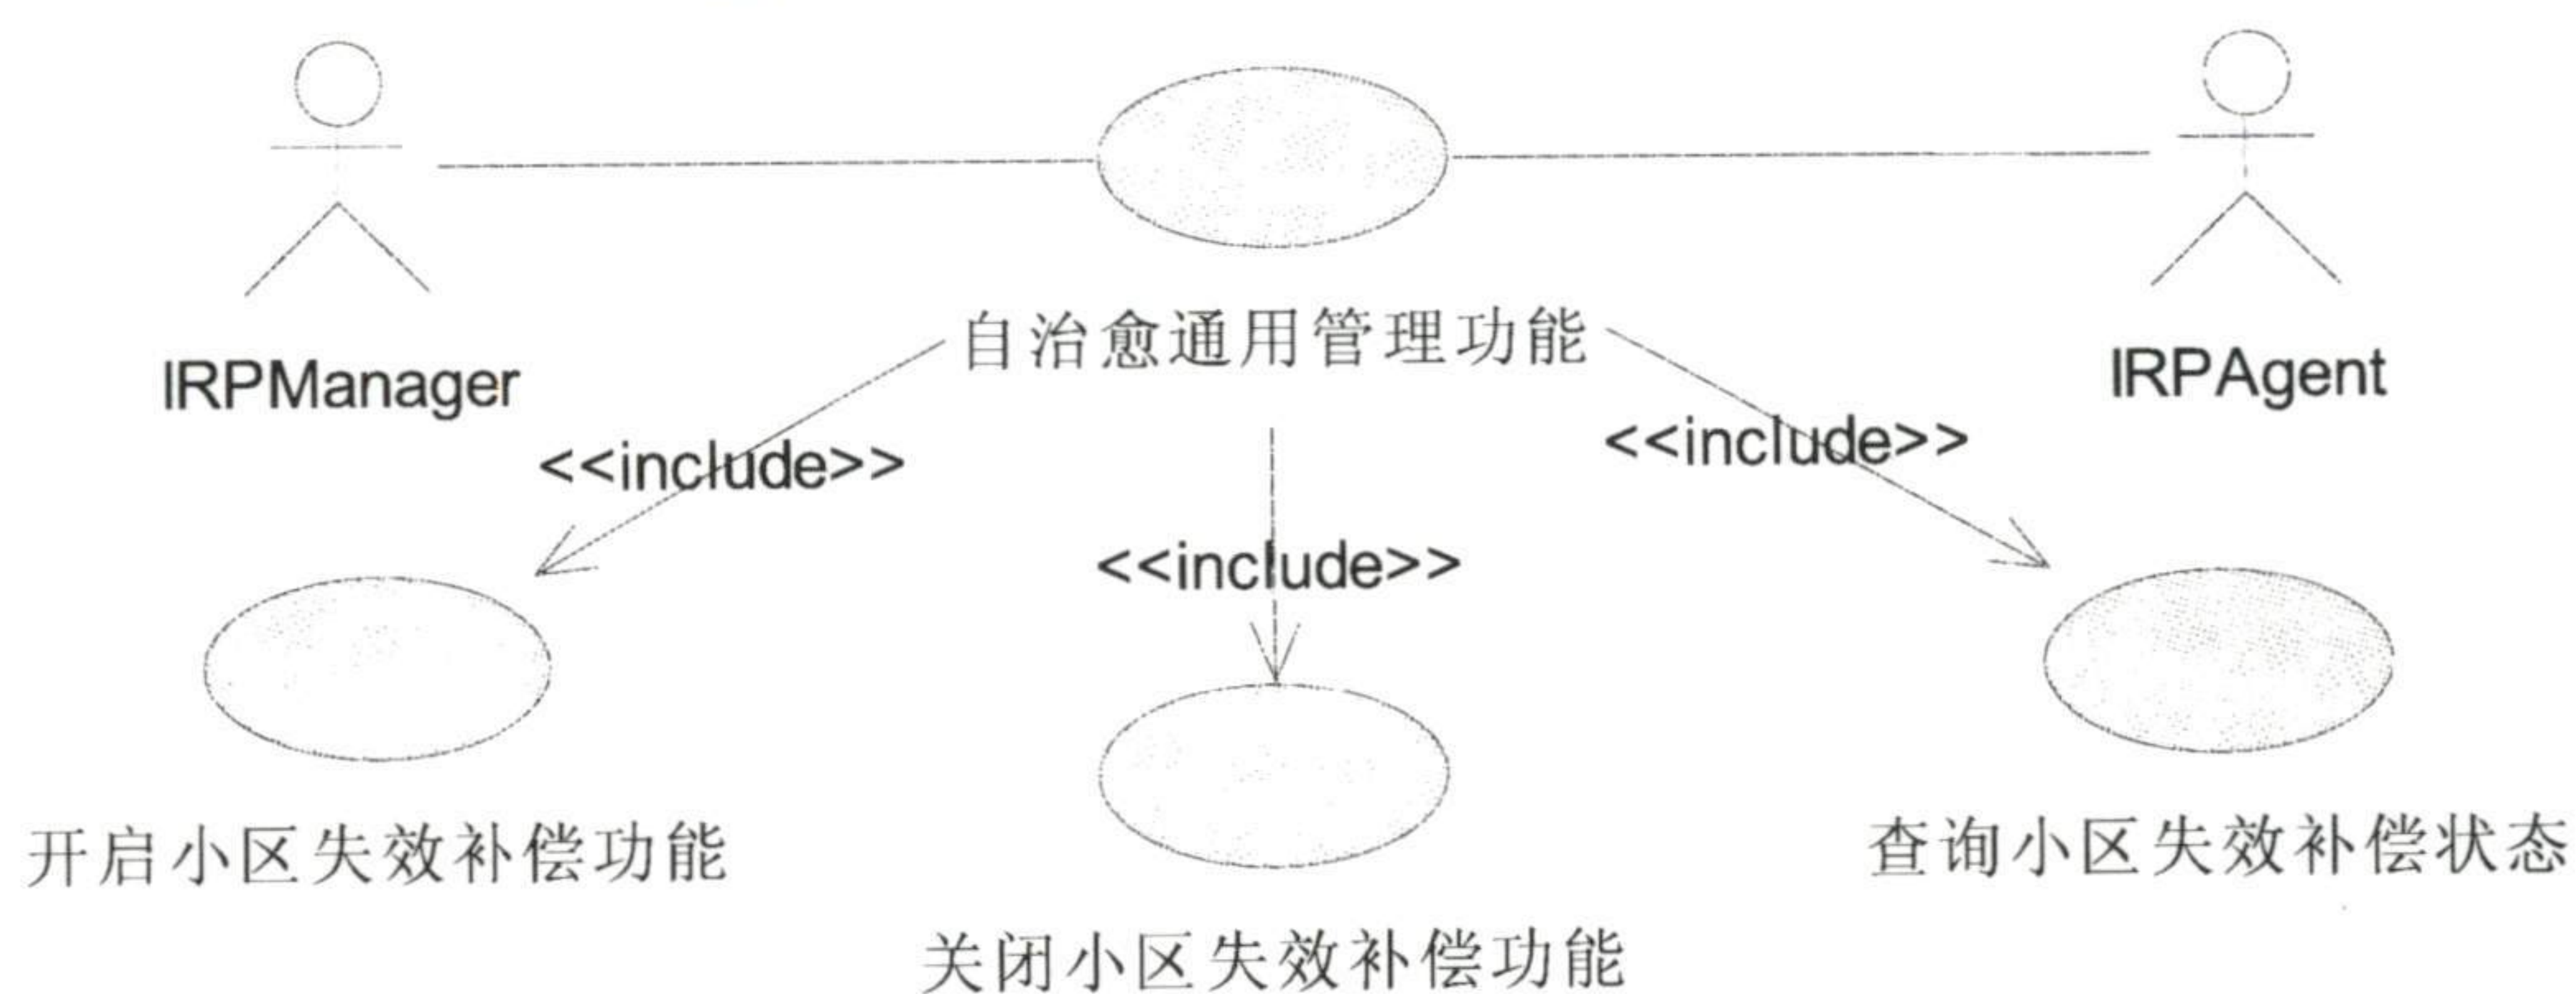 自治愈通用管理功能
IRPManager
IRPAgent
<<include>>
<<include>>
<<include>>
开启小区失效补偿功能
查询小区失效补偿状态
关闭小区失效补偿功能